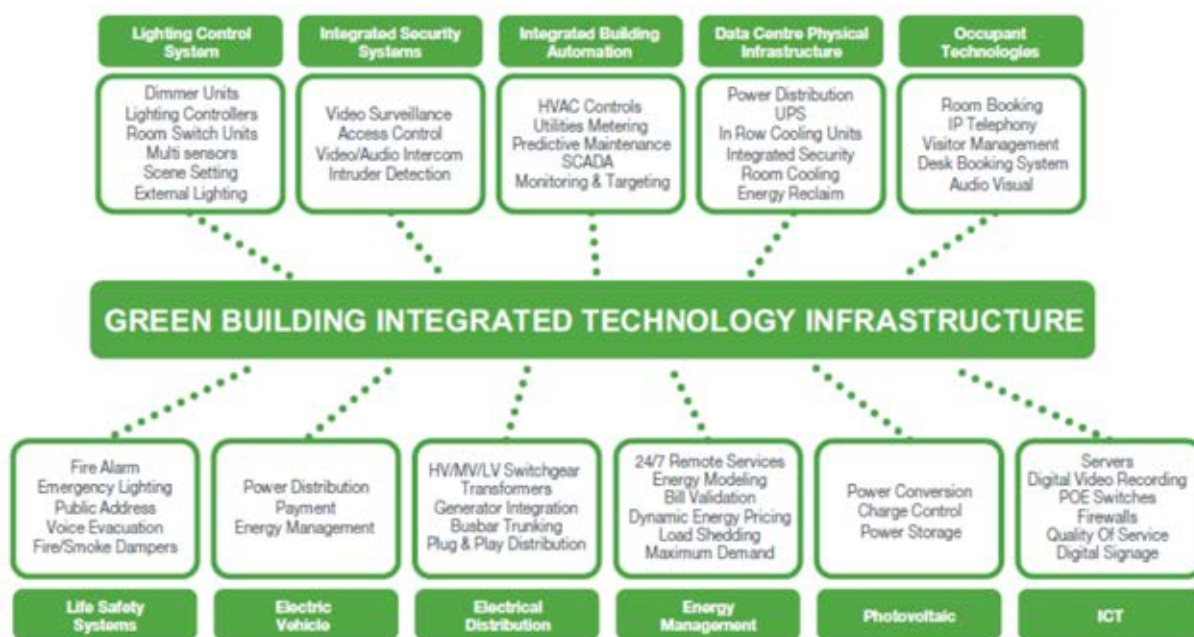 Lighting Control
System
Integrated Security
Systems
Integrated Building
Automation
Data Centre Physical
Infrastructure
Occupant
Technologies
Dimmer Units
Lighting Controllers
Room Switch Units
Multi sensors
Scene Setting
External Lighting
Video Surveillance
Access Control
Video/Audio Intercom
Intruder Detection
HVAC Controls
Utilities Metering
Predictive Maintenance
SCADA
Monitoring & Targeting
Power Distribution
UPS
In Row Cooling Units
Integrated Security
Room Cooling
Energy Reclaim
Room Booking
IP Telephony
Visitor Management
Desk Booking System
Audio Visual
GREEN BUILDING INTEGRATED TECHNOLOGY INFRASTRUCTURE
Fire Alarm
Emergency Lighting
Public Address
Voice Evacuation
Fire/Smoke Dampers
Power Distribution
Payment
Energy Management
HV/MV/LV Switchgear
Transformers
Generator Integration
Busbar Trunking
Plug & Play Distribution
24/7 Remote Services
Energy Modeling
Bill Validation
Dynamic Energy Pricing
Load Shedding
Maximum Demand
Power Conversion
Charge Control
Power Storage
Servers
Digital Video Recording
POE Switches
Firewalls
Quality Of Service
Digital Signage
Life Safety
Systems
Electric
Vehicle
Electrical
Distribution
Energy
Management
Photovoltaic
ICT